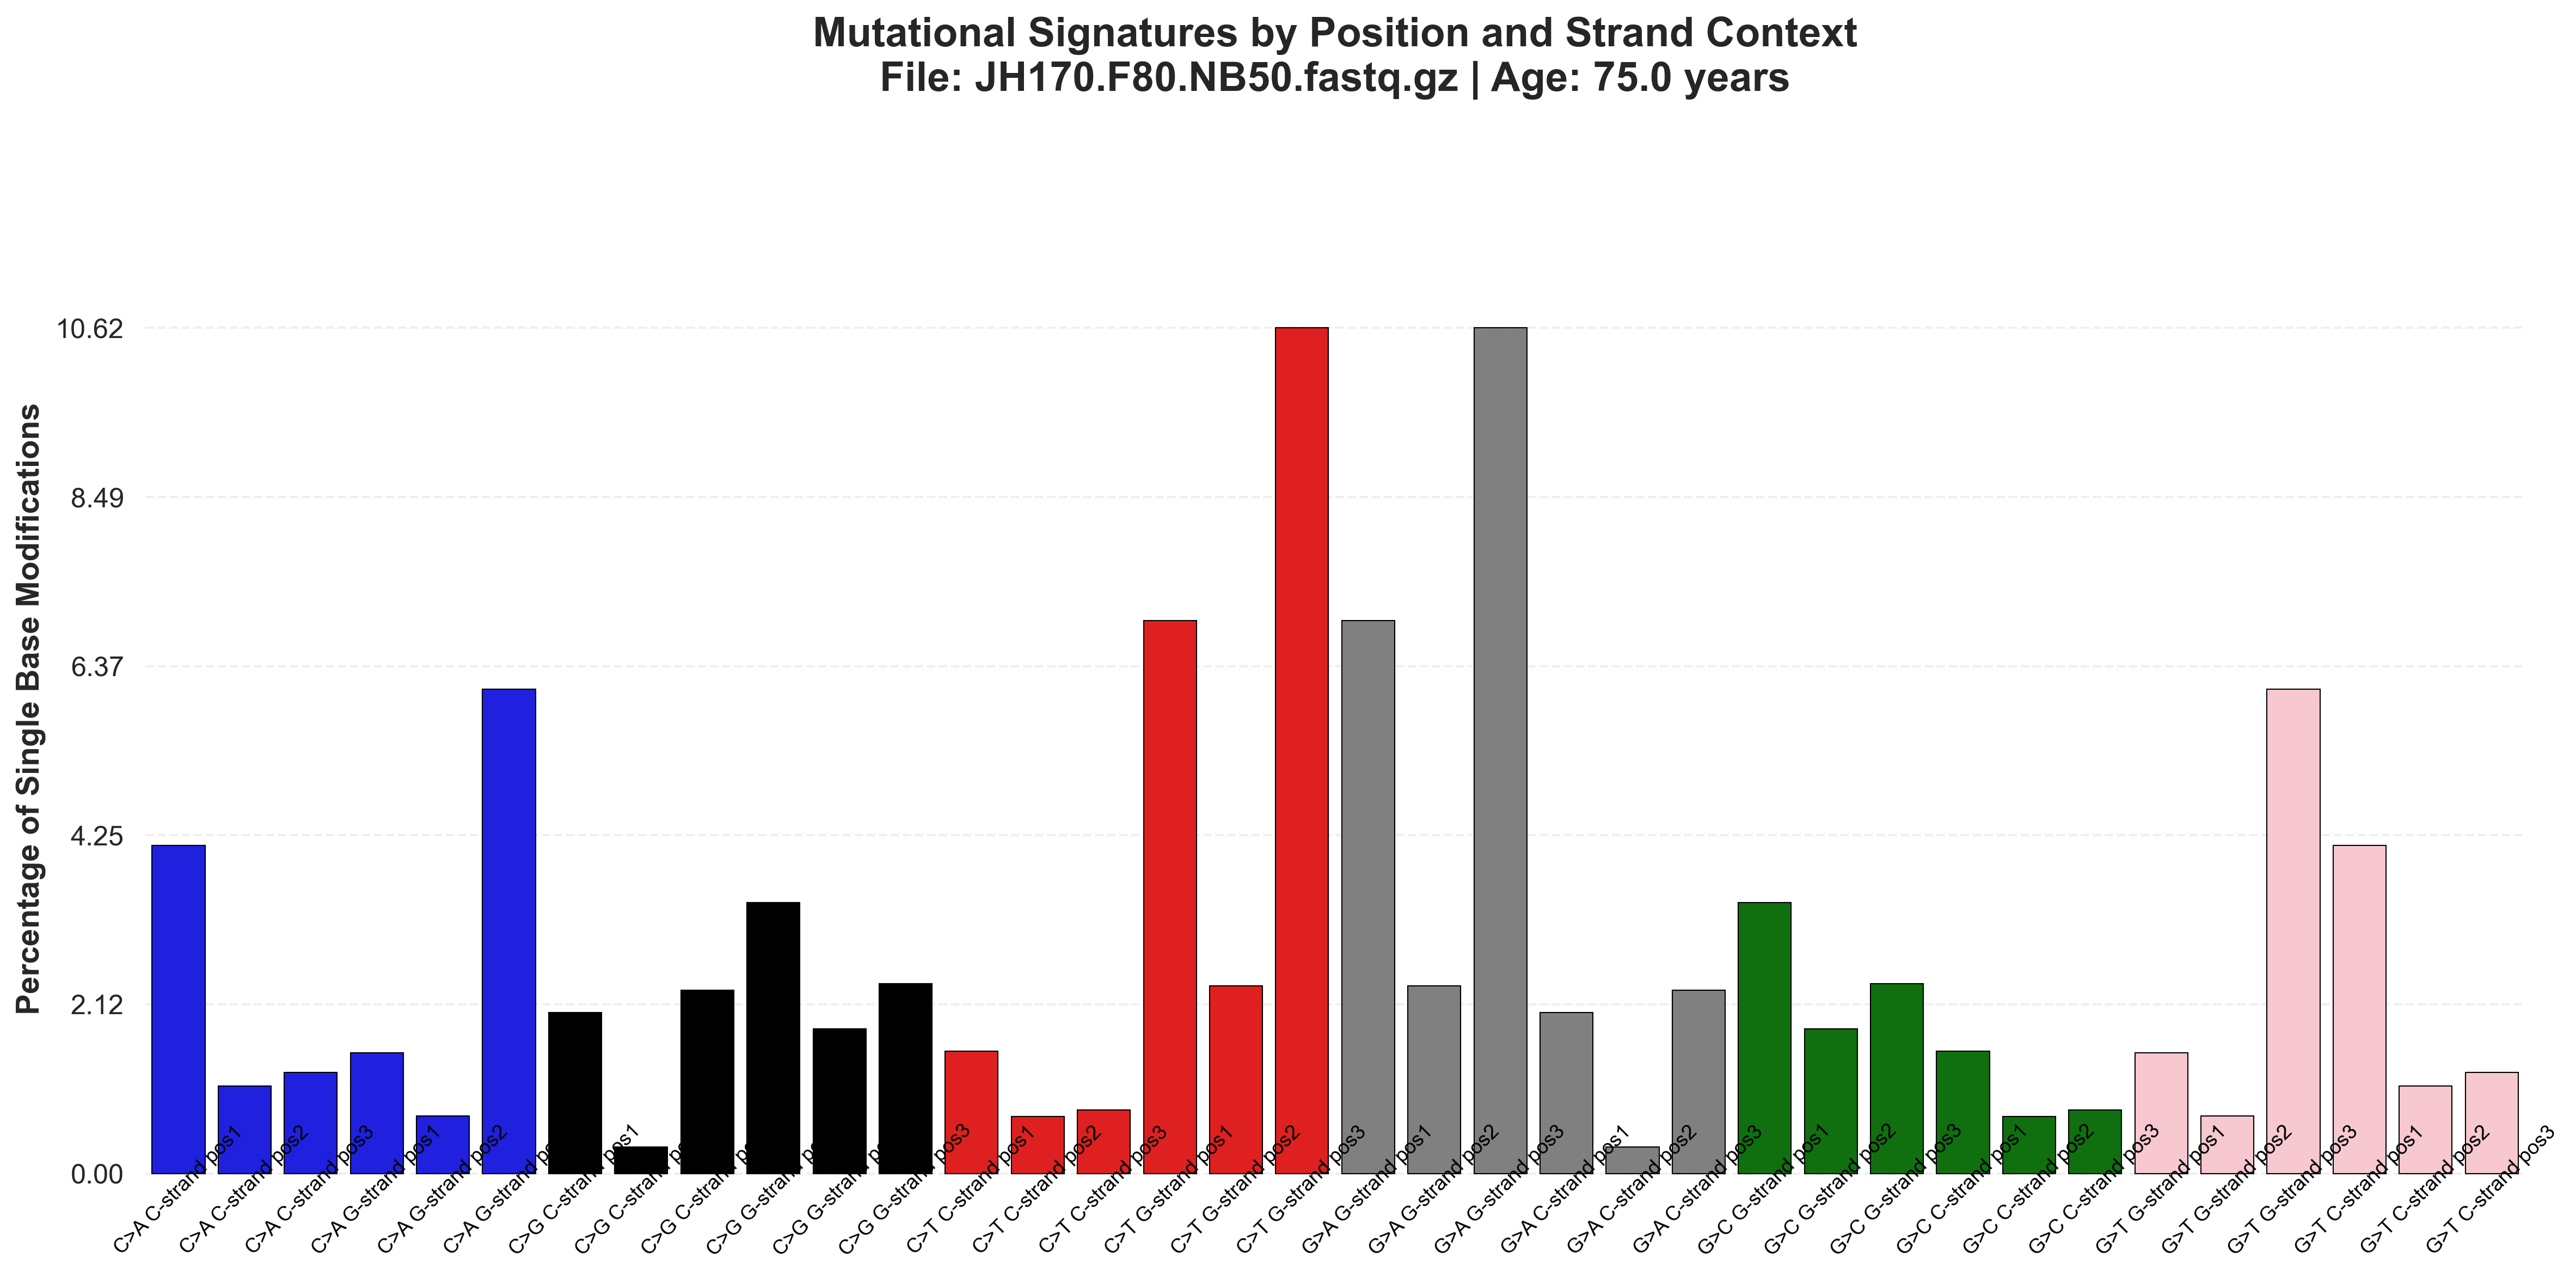 Mutational Signatures by Position and Strand Context
File: JH170.F80.NB50.fastq.gz | Age: 75.0 years
Percentage of Single Base Modifications
10.62
8.49
6.37
4.25
2.12
0.00
C>A C-strand pos1
C>A C-strand pos2
C>A C-strand pos3
C>A G-strand pos1
C>A G-strand pos2
C>A G-strand
C>G C-strand pos1
C>G C-strand
C>G C-strand
C>G G-strand
C>G G-strand
C>G G-strand pos3
C>T C-strand pos1
C>T C-strand pos2
C>T C-strand pos3
C>T G-strand pos1
C>T G-strand pos2
C>T G-strand pos3
G>A G-strand pos1
G>A G-strand pos2
G>A G-strand pos3
G>A C-strand pos1
G>A C-strand pos2
G>A C-strand pos3
G>C G-strand pos1
G>C G-strand pos2
G>C G-strand pos3
G>C C-strand pos1
G>C C-strand pos2
G>C C-strand pos3
G>T G-strand pos1
G>T G-strand pos2
G>T G-strand pos3
G>T C-strand pos1
G>T C-strand pos2
G>T C-strand pos3